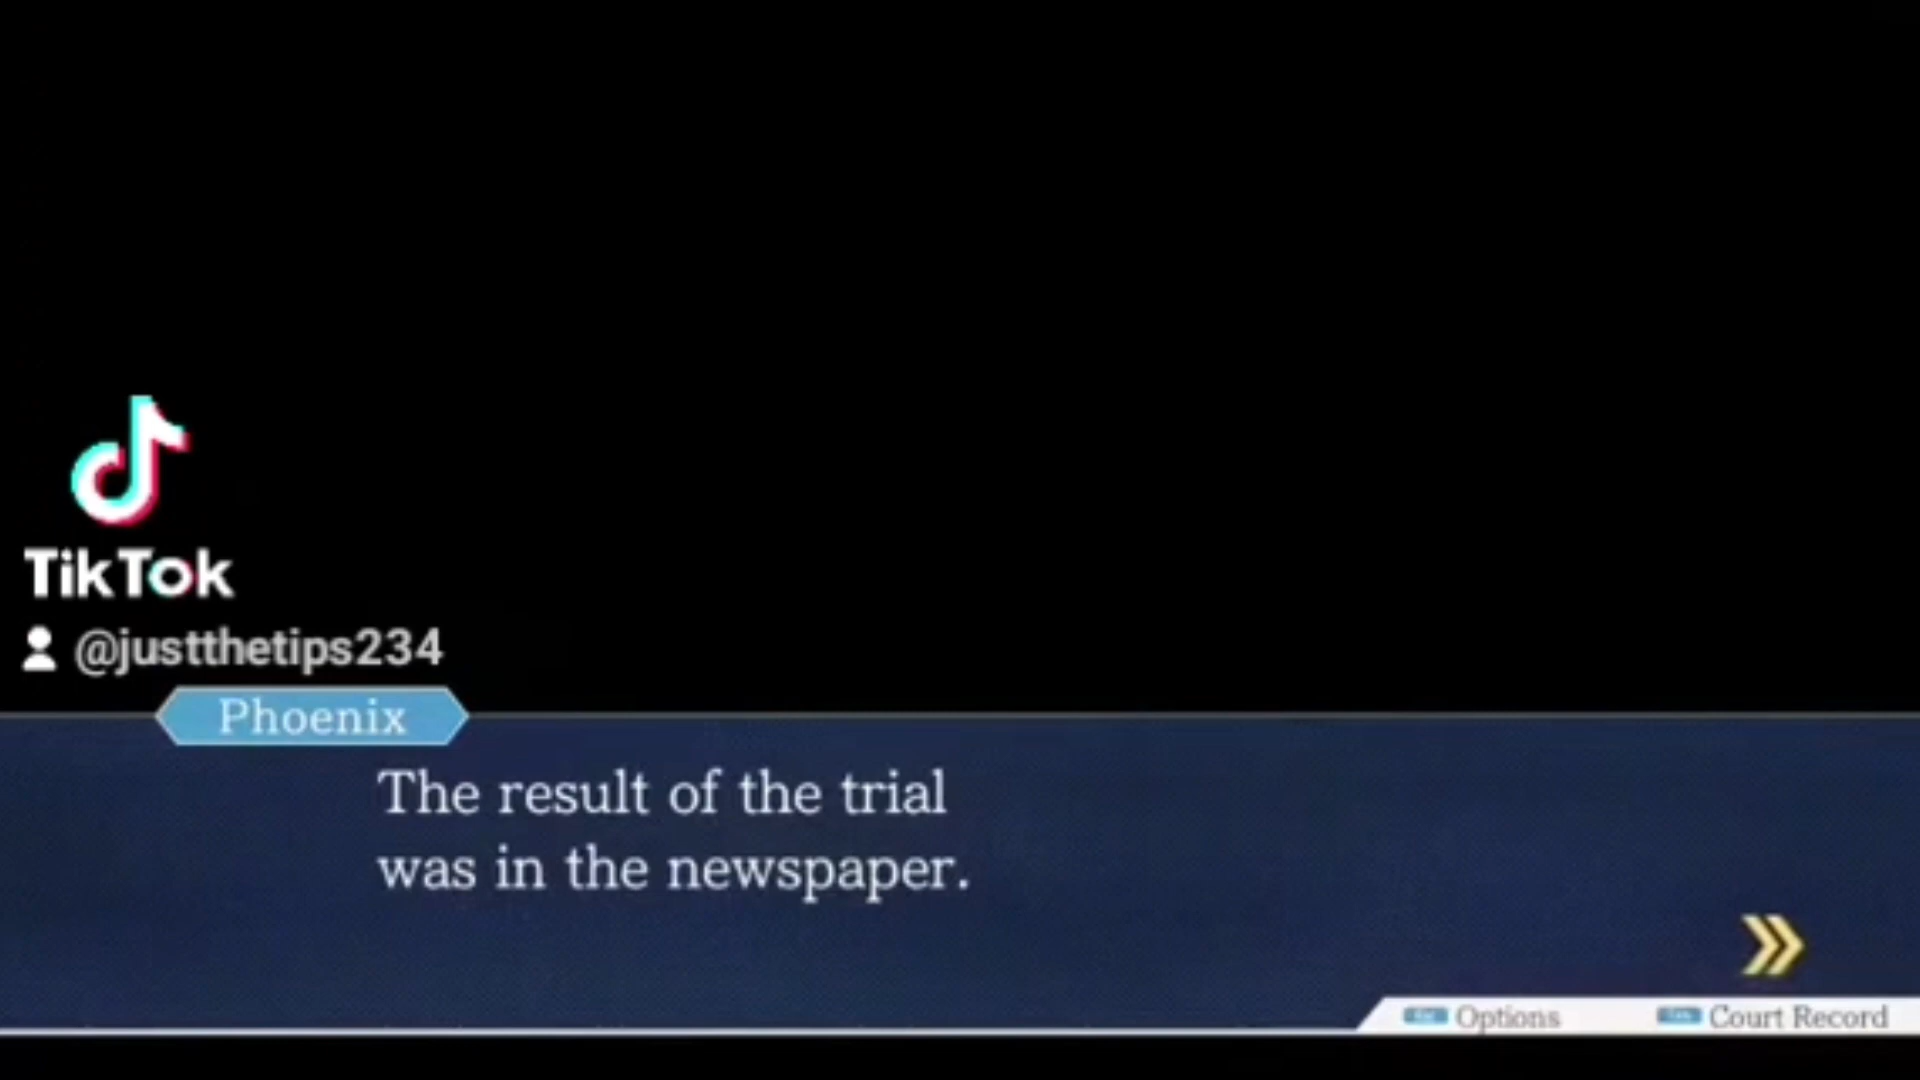 TikTok
@justthetips234
Phoenix
The result of the trial
was in the newspaper.
Options
Court Record